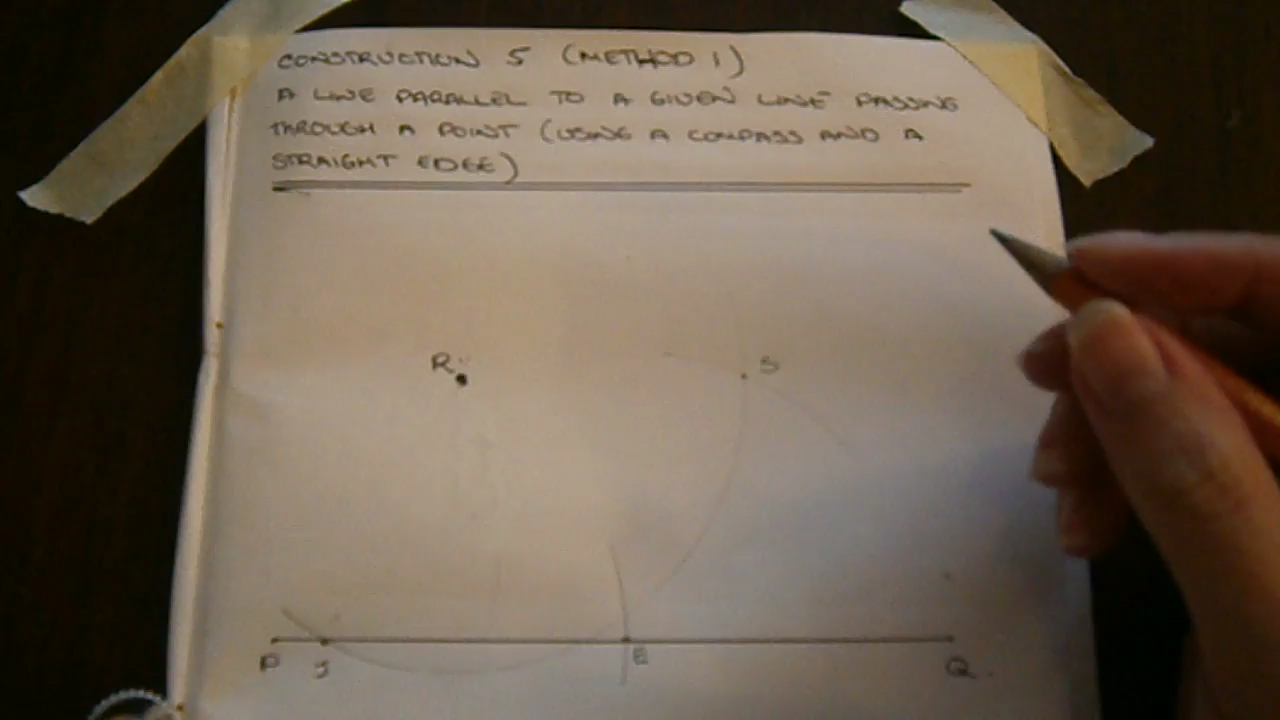 CONSTRUCTION 5 (METHOD 1)
A LINE PARALLEL TO A GIVEN LINE PASSING
THROUGH A POINT (USING A COMPASS AND A
STRAIGHT EDGE)
R
S
P
Q